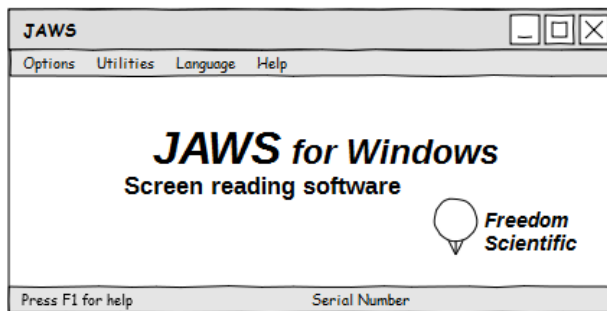 JAWS
Options Utilities Language Help
JAWS for Windows
Screen reading software
Freedom
Scientific
Press F1 for help Serial Number